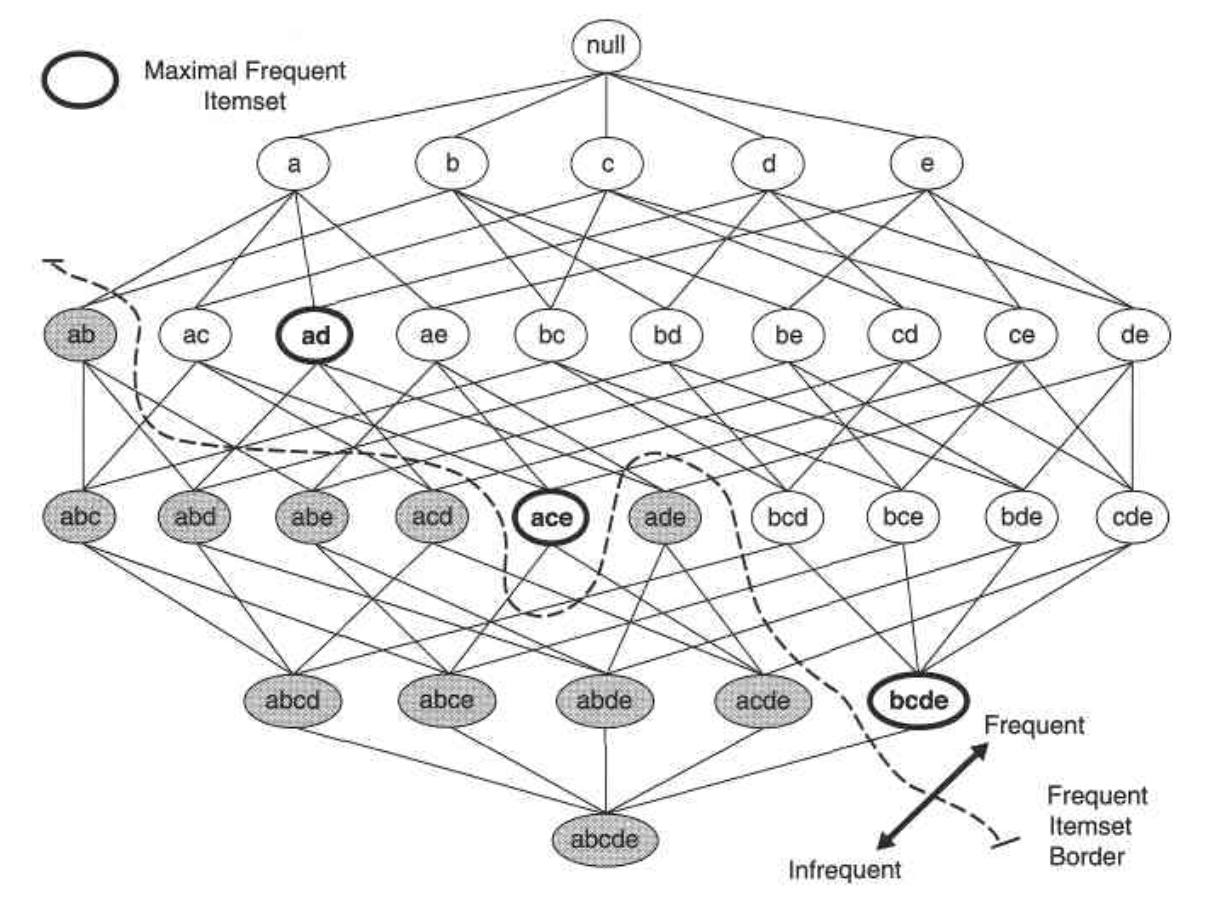 null
Maximal Frequent
Itemset
a b c d e
ab ac ad ae bc bd be cd ce de
abc abd abe acd ace ade bcd bce bde cde
abcd abce abde acde bcde
Frequent
Frequent
Itemset
Border
abcde
Infrequent